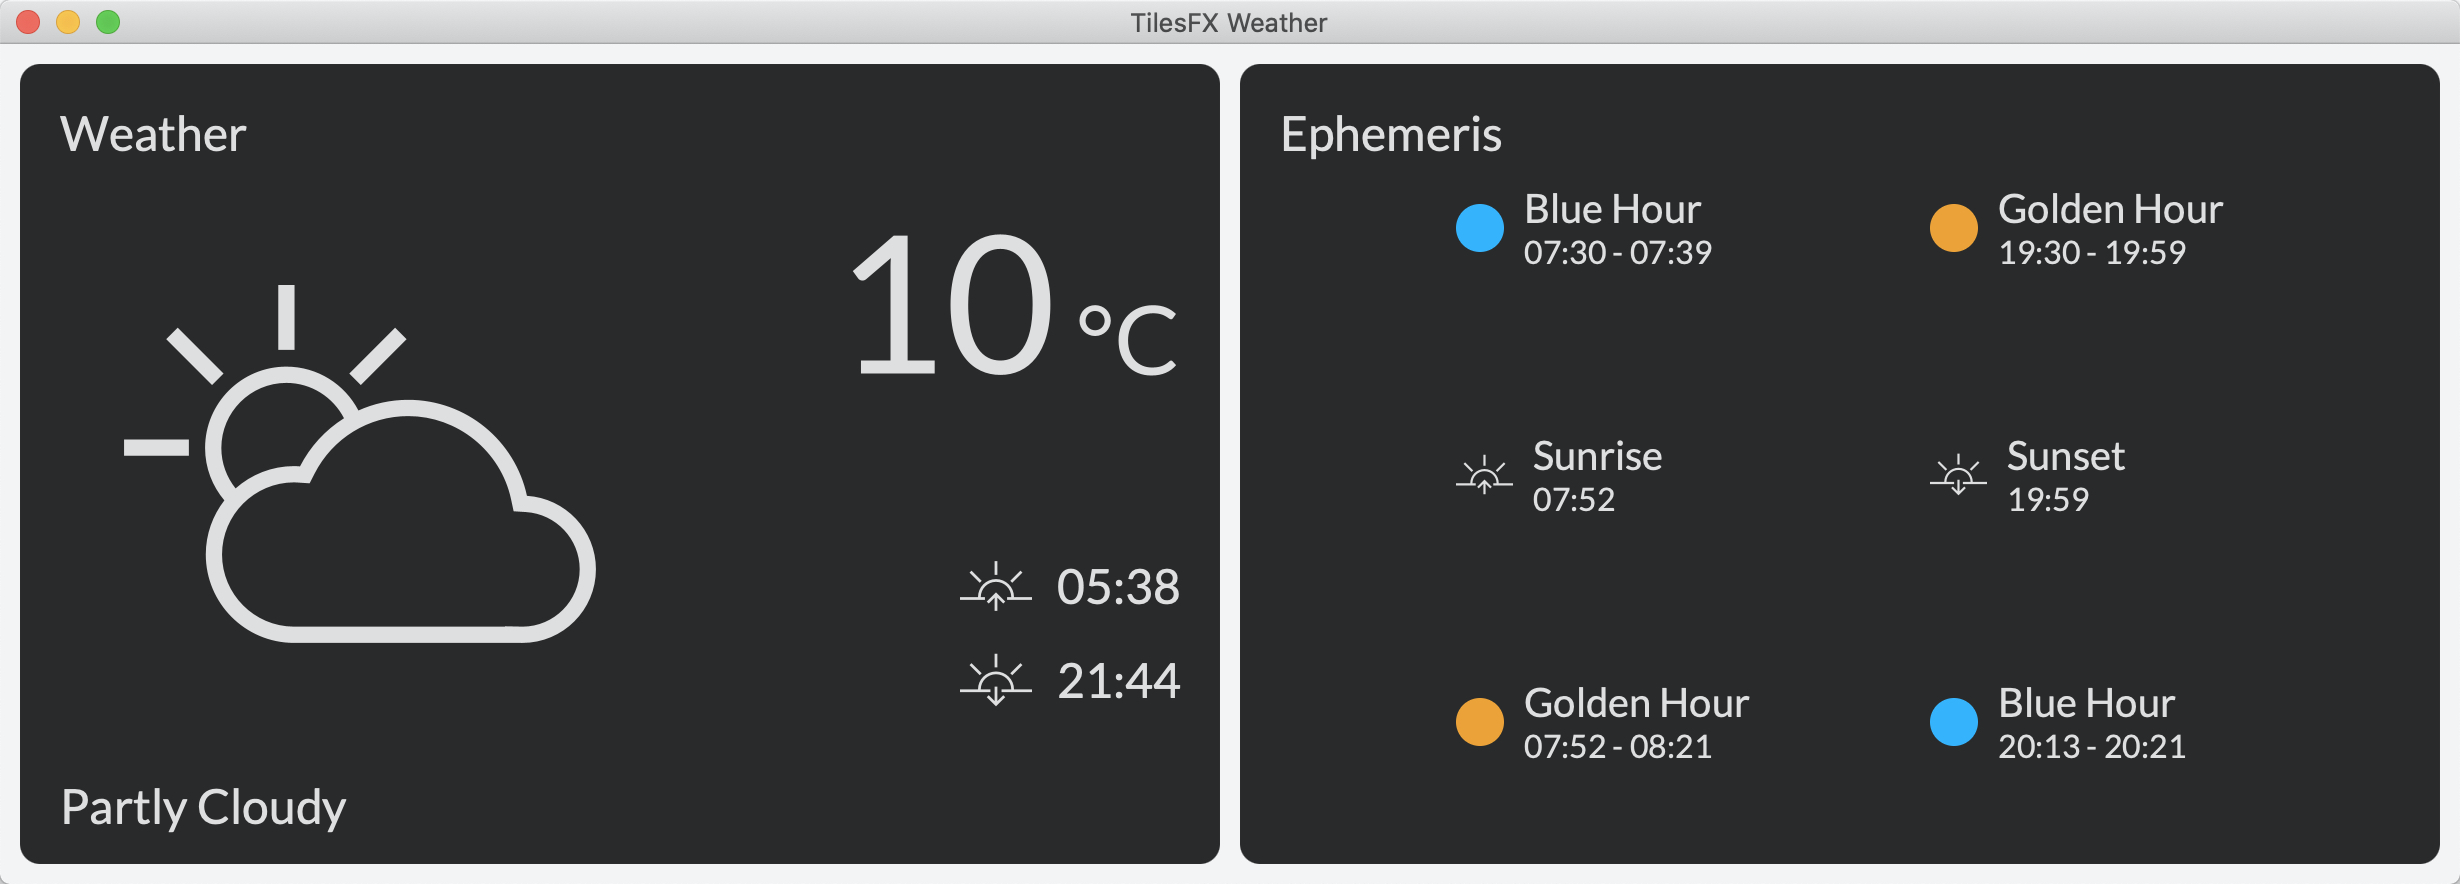 TilesFX Weather
Weather
10 °C
05:38
21:44
Partly Cloudy
Ephemeris
Blue Hour
07:30 - 07:39
Golden Hour
19:30 - 19:59
Sunrise
07:52
Sunset
19:59
Golden Hour
07:52 - 08:21
Blue Hour
20:13 - 20:21